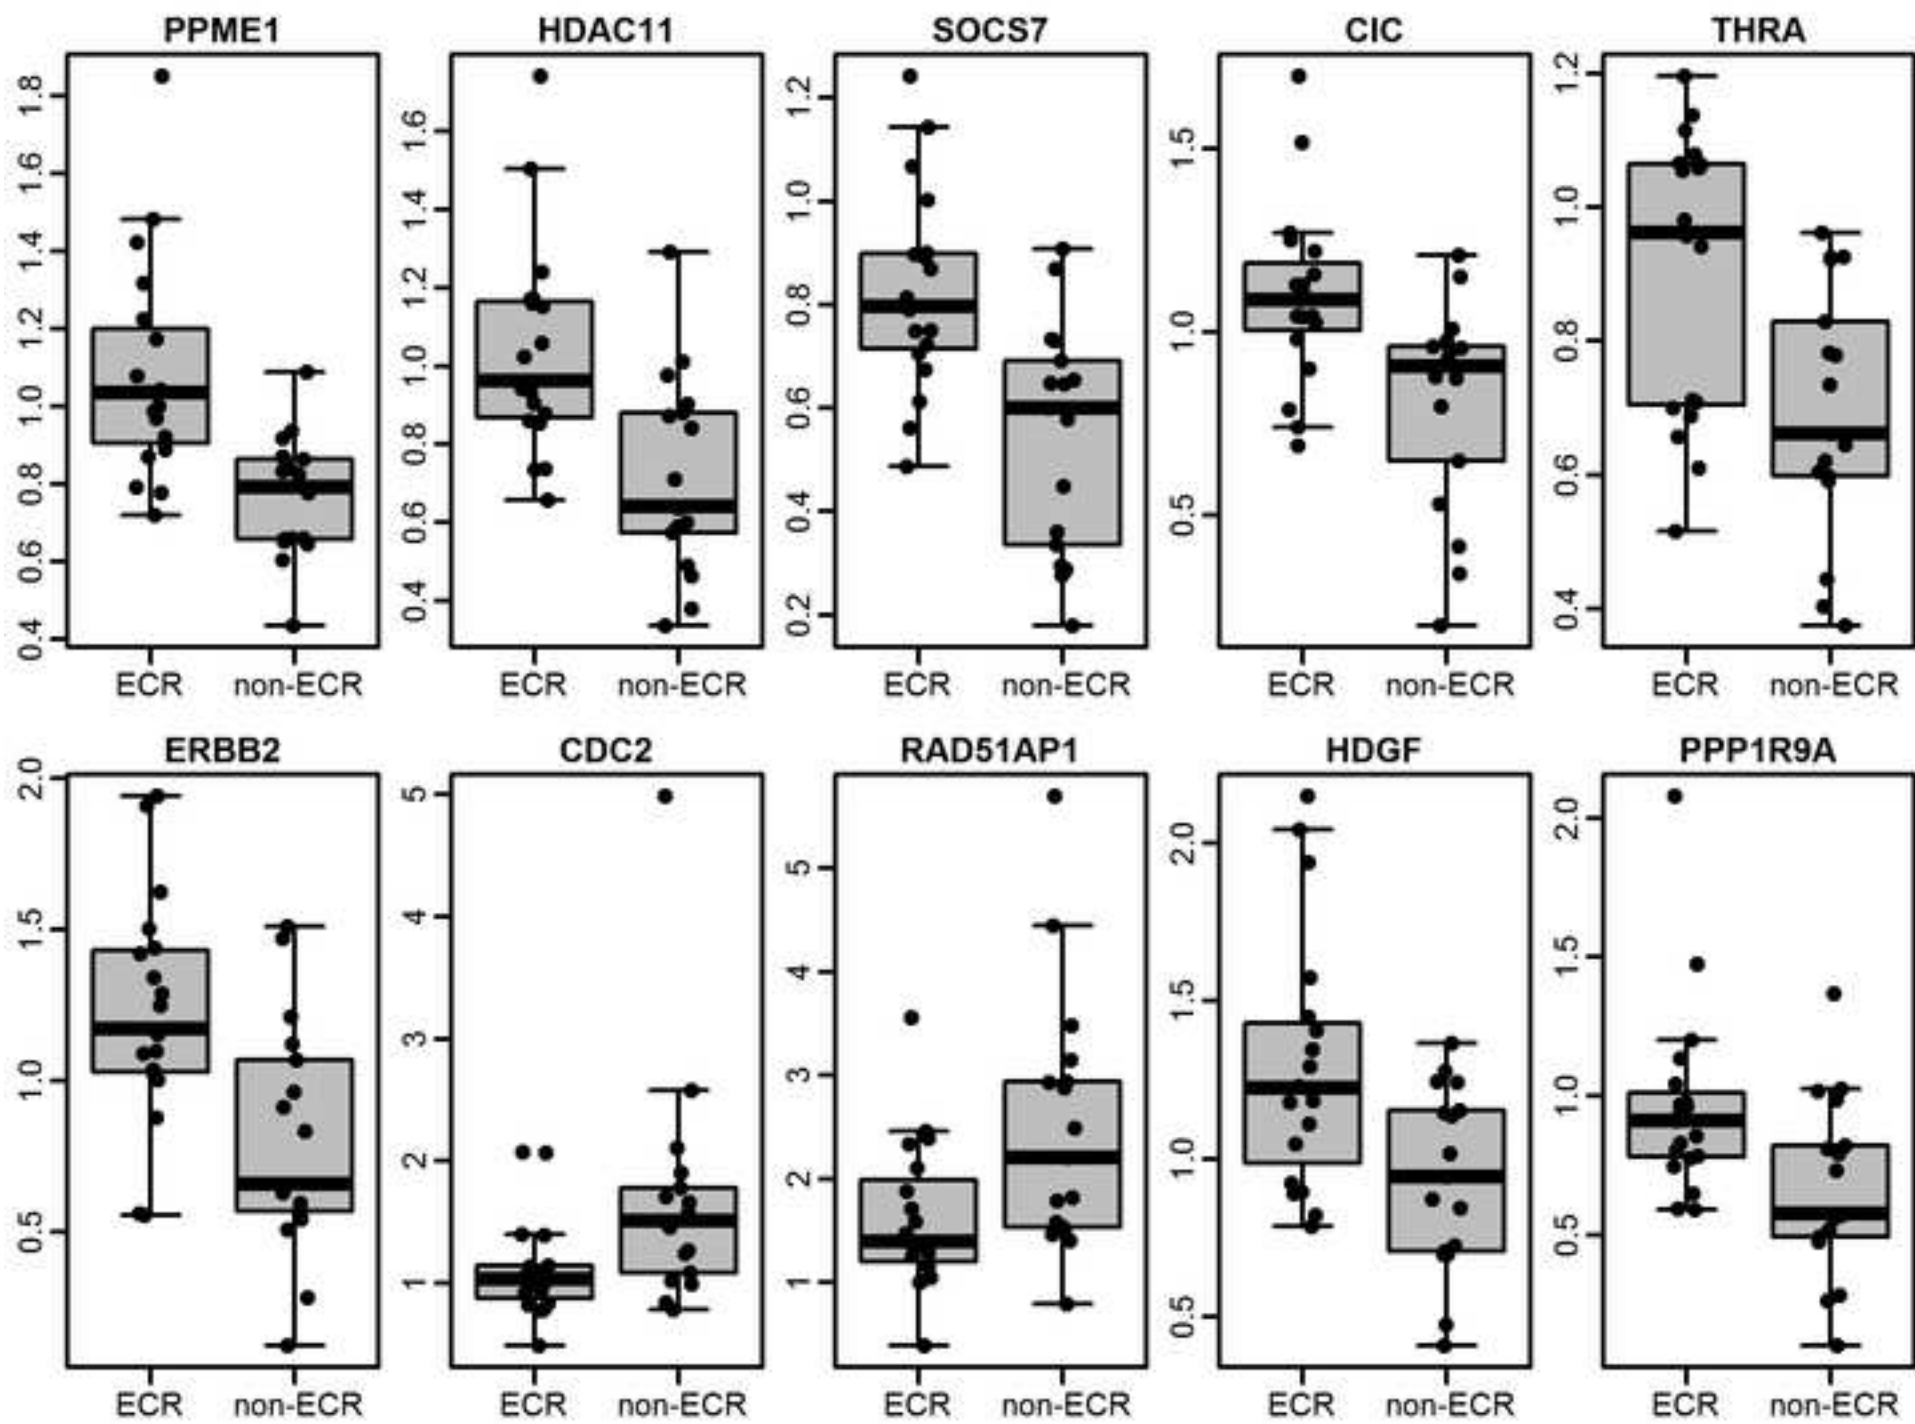 PPME1 HDAC11 SOCS7 CIC THRA
1.8 1.6 1.4 1.2 1.0 0.8 0.6 0.4
1.6 1.4 1.2 1.0 0.8 0.6 0.4
1.2 1.0 0.8 0.6 0.4 0.2
1.5 1.0 0.5
1.2 1.0 0.8 0.6 0.4
ECR non-ECR ECR non-ECR ECR non-ECR ECR non-ECR ECR non-ECR
ERBB2 CDC2 RAD51AP1 HDGF PPP1R9A
2.0 1.5 1.0 0.5
5 4 3 2 1
5 4 3 2 1
2.0 1.5 1.0 0.5
2.0 1.5 1.0 0.5
ECR non-ECR ECR non-ECR ECR non-ECR ECR non-ECR ECR non-ECR